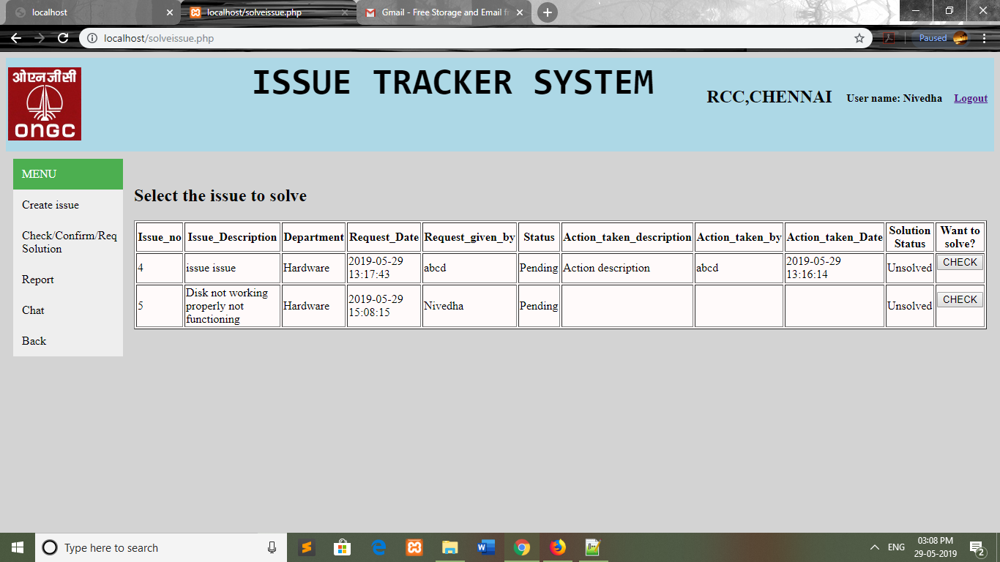 localhost
localhost/solveissue.php
Gmail - Free Storage and Email f
localhost/solveissue.php
Paused
ओएनजीसी
ONGC
ISSUE TRACKER SYSTEM
RCC,CHENNAI
User name: Nivedha
Logout
MENU
Create issue
Check/Confirm/Req
Solution
Report
Chat
Back
Select the issue to solve
Issue_no Issue_Description Department Request_Date Request_given_by Status Action_taken_description Action_taken_by Action_taken_Date Solution Status Want to solve?
4 issue issue Hardware 2019-05-29 13:17:43 abcd Pending Action description abcd 2019-05-29 13:16:14 Unsolved CHECK
5 Disk not working properly not functioning Hardware 2019-05-29 15:08:15 Nivedha Pending Unsolved CHECK
Type here to search
ENG
03:08 PM
29-05-2019
2